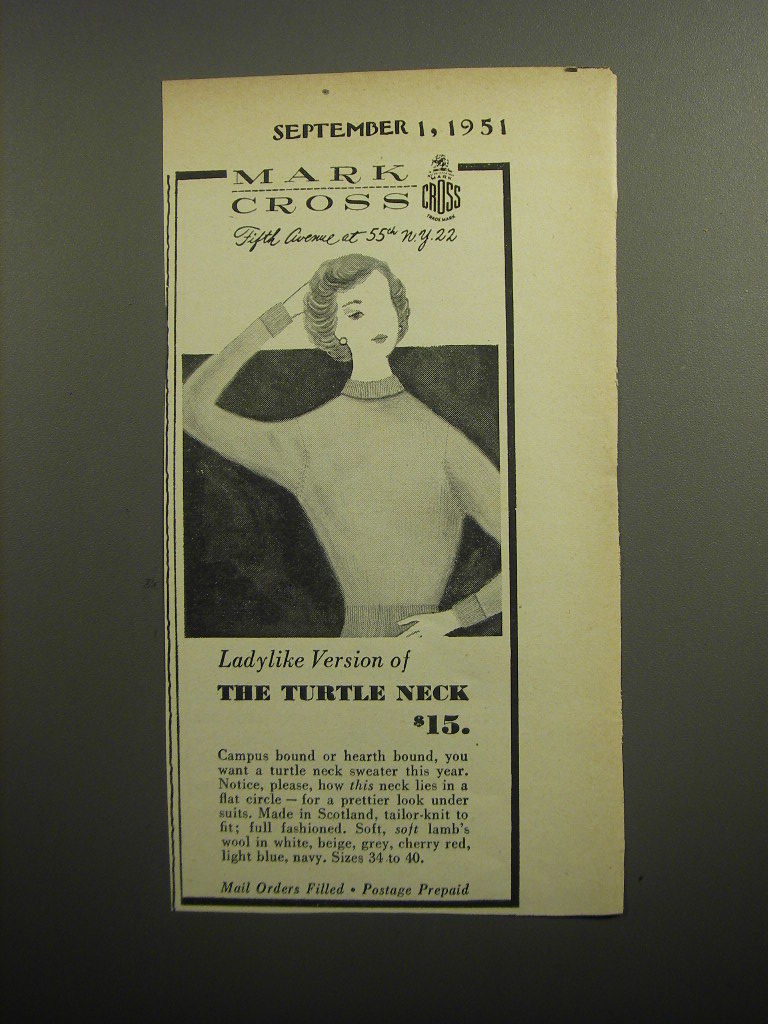 SEPTEMBER 1, 1951
MARK
CROSS
MARK
CROSS
TRADE MARK
Fifth Avenue at 55th N.Y. 22
Ladylike Version of
THE TURTLE NECK
$15.
Campus bound or hearth bound, you
want a turtle neck sweater this year.
Notice, please, how this neck lies in a
flat circle — for a prettier look under
suits. Made in Scotland, tailor-knit to
fit; full fashioned. Soft, soft lamb's
wool in white, beige, grey, cherry red,
light blue, navy. Sizes 34 to 40.
Mail Orders Filled • Postage Prepaid